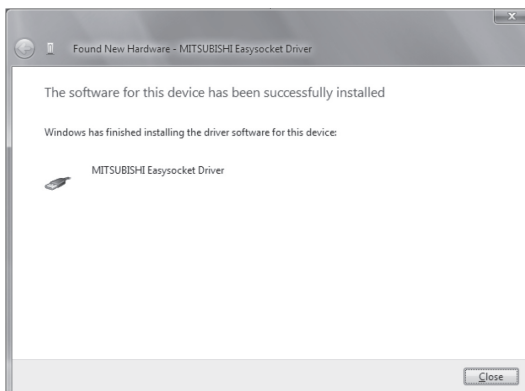 Found New Hardware - MITSUBISHI Easysocket Driver
The software for this device has been successfully installed
Windows has finished installing the driver software for this device:
MITSUBISHI Easysocket Driver
Close